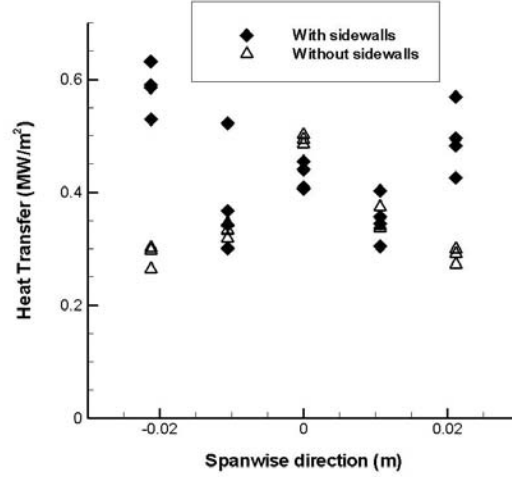 With sidewalls
Without sidewalls
0.6
0.4
0.2
0
Heat Transfer (MW/m²)
-0.02
0
0.02
Spanwise direction (m)